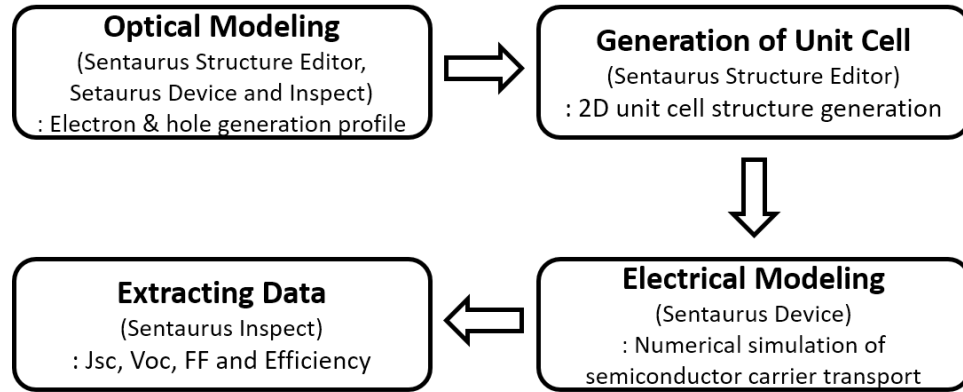 Optical Modeling
(Sentaurus Structure Editor,
Setaurus Device and Inspect)
: Electron & hole generation profile
Generation of Unit Cell
(Sentaurus Structure Editor)
: 2D unit cell structure generation
Electrical Modeling
(Sentaurus Device)
: Numerical simulation of
semiconductor carrier transport
Extracting Data
(Sentaurus Inspect)
: Jsc, Voc, FF and Efficiency